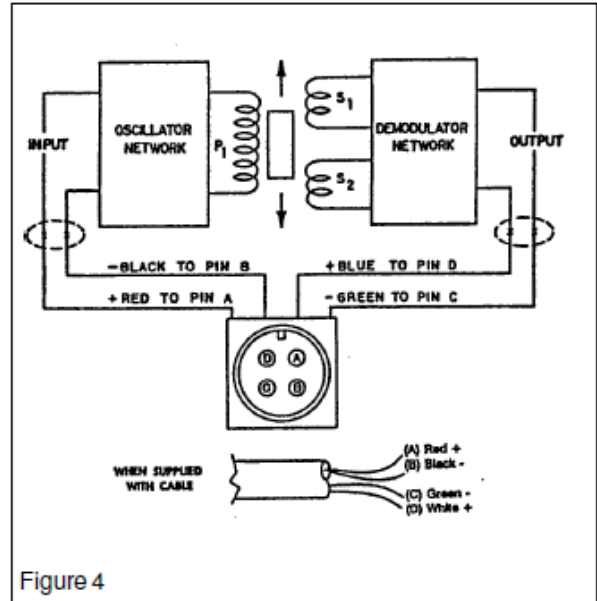 OSCILLATOR
NETWORK
P1
S1
S2
DEMODULATOR
NETWORK
INPUT
OUTPUT
-BLACK TO PIN B
+BLUE TO PIN D
+RED TO PIN A
-GREEN TO PIN C
D A
C B
WHEN SUPPLIED
WITH CABLE
(A) Red +
(B) Black -
(C) Green -
(D) White +
Figure 4